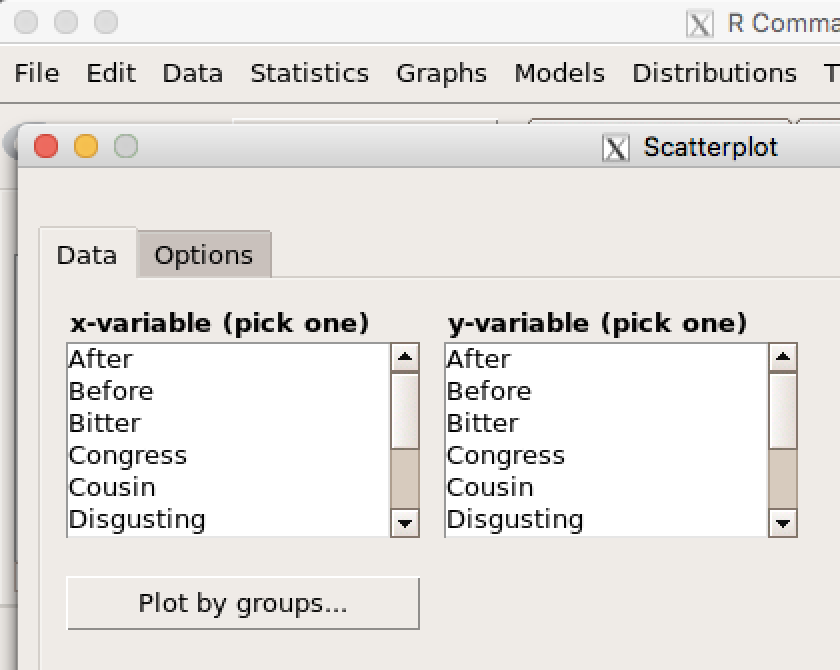 R Comma
File Edit Data Statistics Graphs Models Distributions T
Scatterplot
Data Options
x-variable (pick one) y-variable (pick one)
After After
Before Before
Bitter Bitter
Congress Congress
Cousin Cousin
Disgusting Disgusting
Plot by groups...